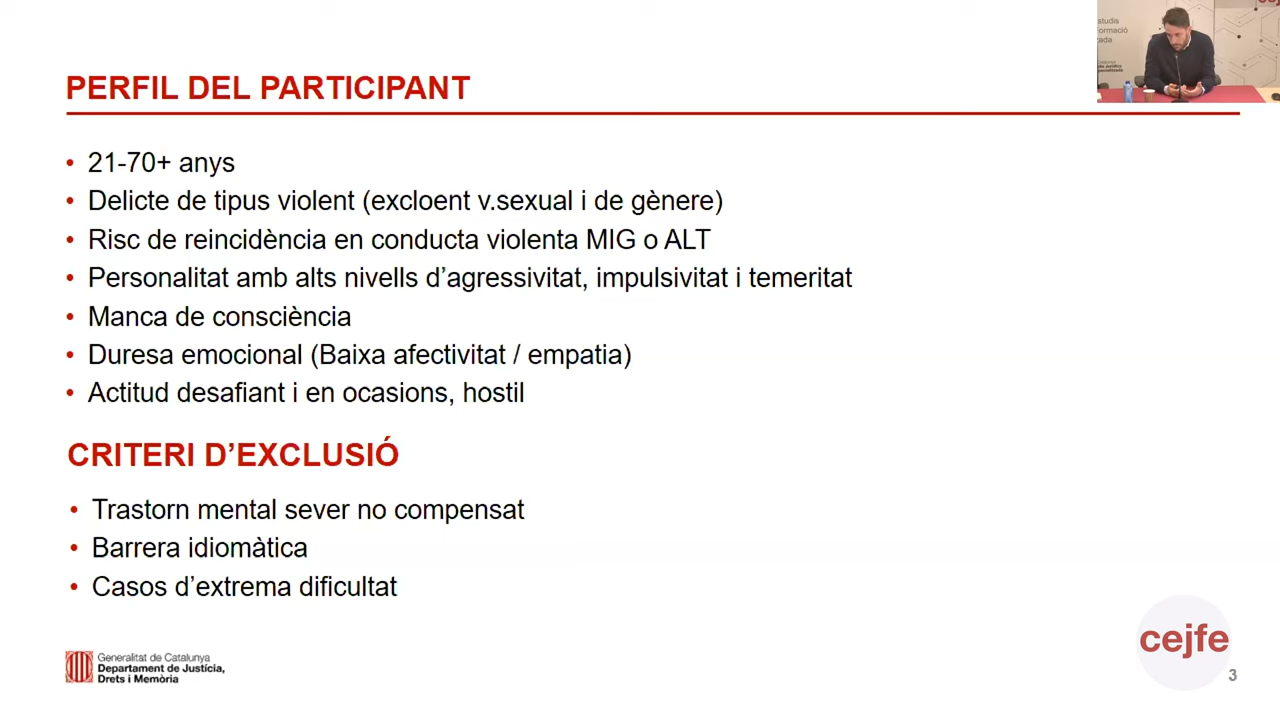 PERFIL DEL PARTICIPANT
• 21-70+ anys
• Delicte de tipus violent (excloent v.sexual i de gènere)
• Risc de reincidència en conducta violenta MIG o ALT
• Personalitat amb alts nivells d’agressivitat, impulsivitat i temeritat
• Manca de consciència
• Duresa emocional (Baixa afectivitat / empatia)
• Actitud desafiant i en ocasions, hostil
CRITERI D’EXCLUSIÓ
• Trastorn mental sever no compensat
• Barrera idiomàtica
• Casos d’extrema dificultat
Generalitat de Catalunya
Departament de Justícia,
Drets i Memòria
cejfe
3